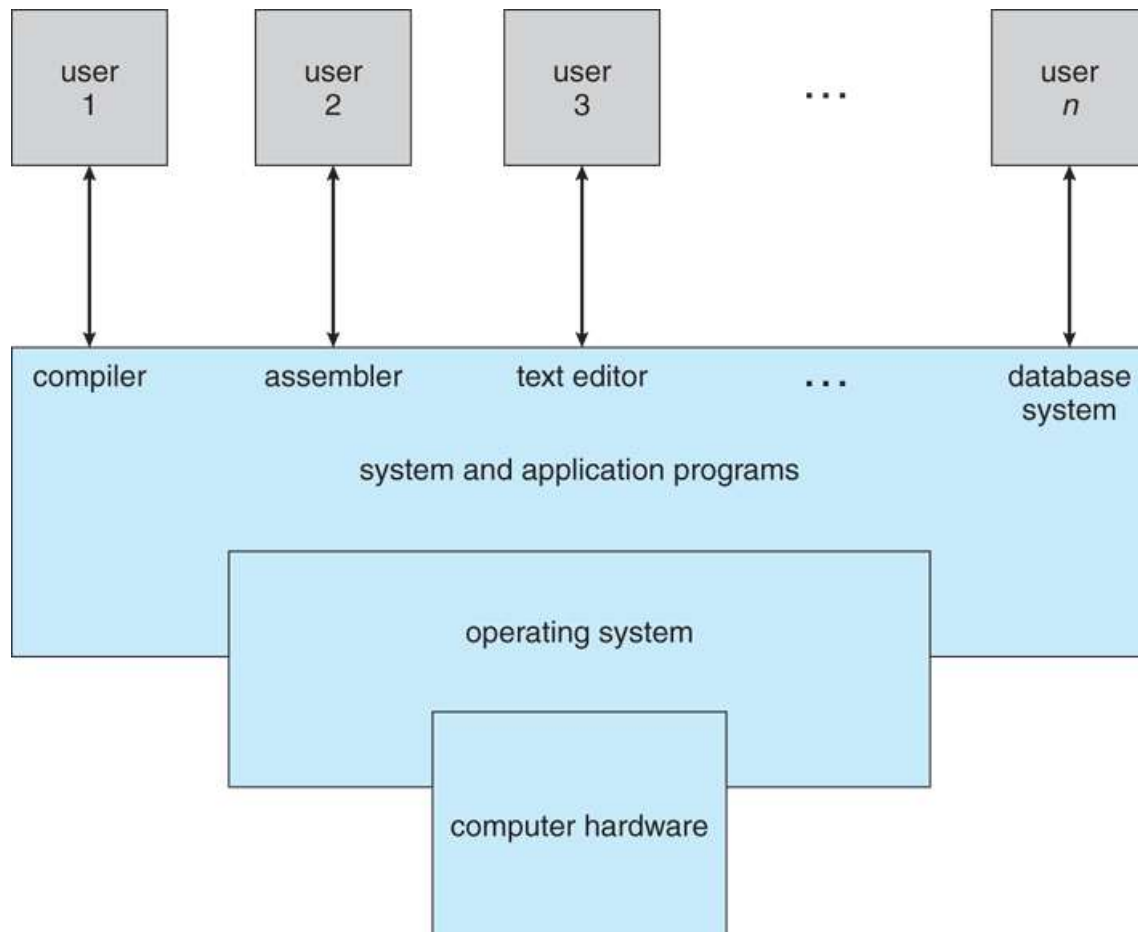 user
1
user
2
user
3
...
user
n
compiler
assembler
text editor
...
database
system
system and application programs
operating system
computer hardware